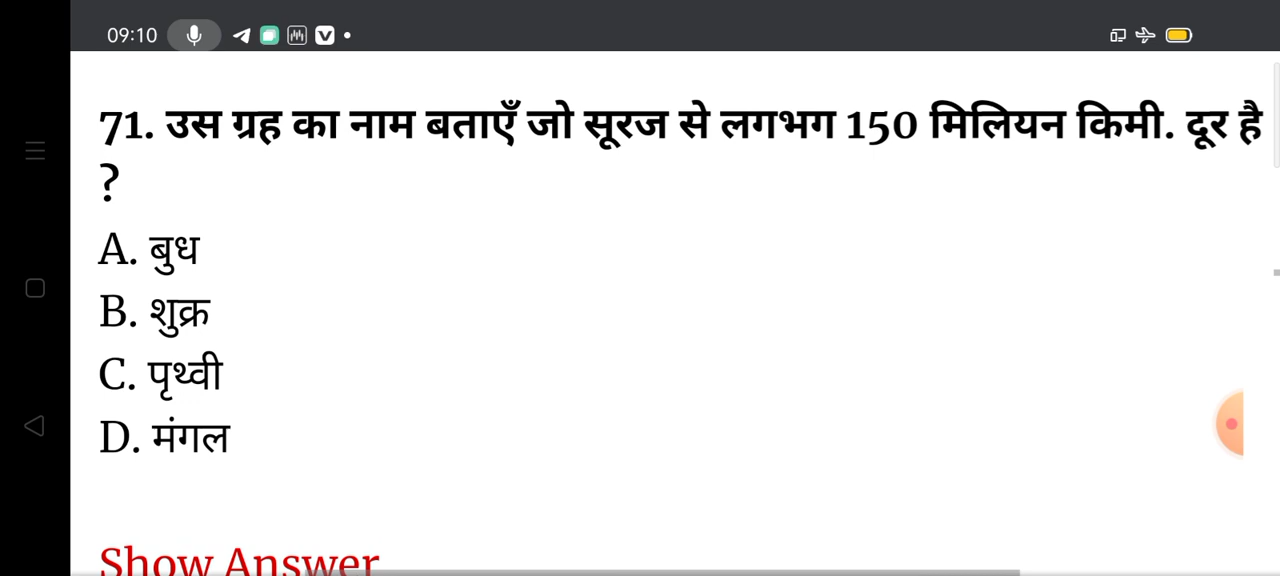 09:10
71. उस ग्रह का नाम बताएँ जो सूरज से लगभग 150 मिलियन किमी. दूर है
?
A. बुध
B. शुक्र
C. पृथ्वी
D. मंगल
Show Answer